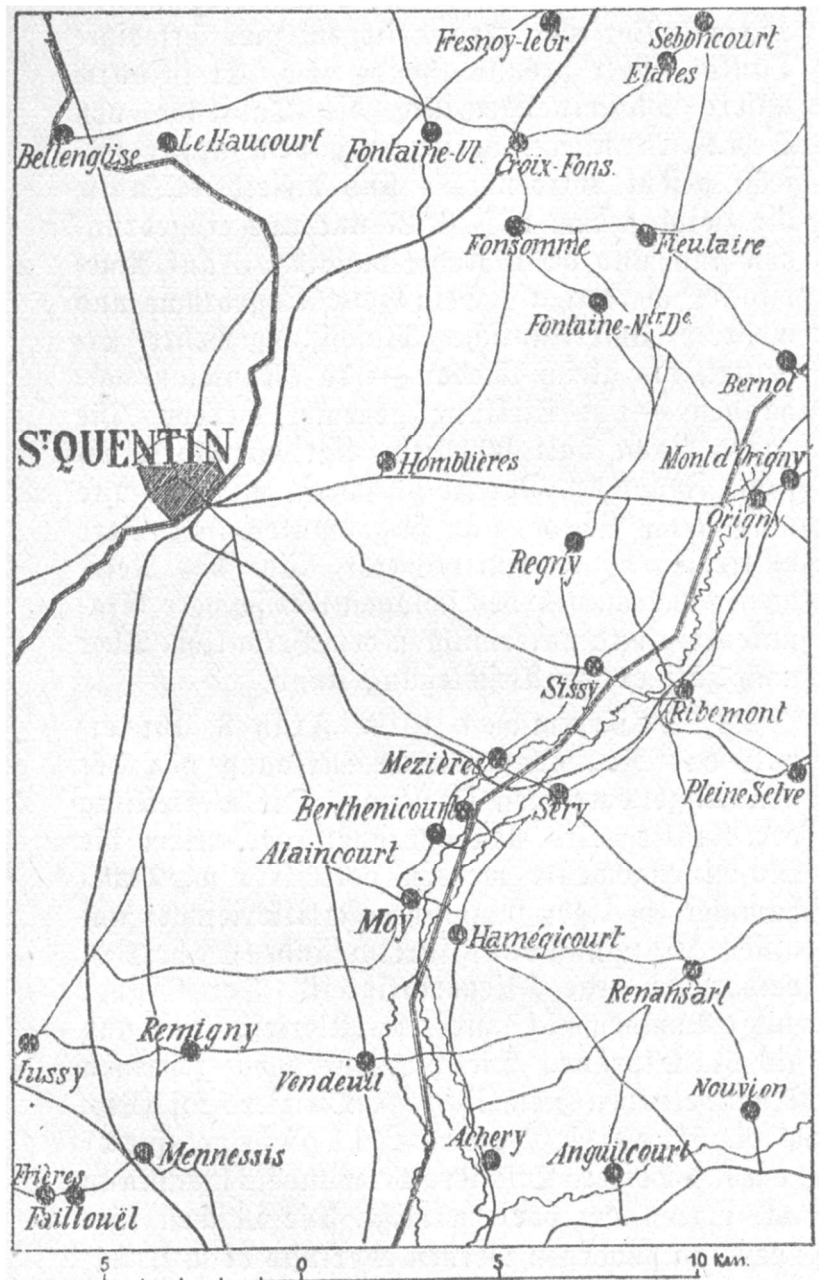 Fresnoy-le Gr.
Seboncourt
Etaves
Bellenglise
Le Haucourt
Fontaine-Ut.
Croix-Fons.
Fonsomme
Fieulaire
Fontaine-Ntr. De.
Bernot
ST QUENTIN
Homblières
Mont d'Origny
Origny
Regny
Sissy
Ribemont
Mezières
Pleine Selve
Sery
Berthenicourt
Alaincourt
Moy
Hamégicourt
Renansart
Remigny
Jussy
Vendeuil
Nouvion
Mennessis
Achery
Anguilcourt
Frières
Faillouël
5 0 5 10 Km.